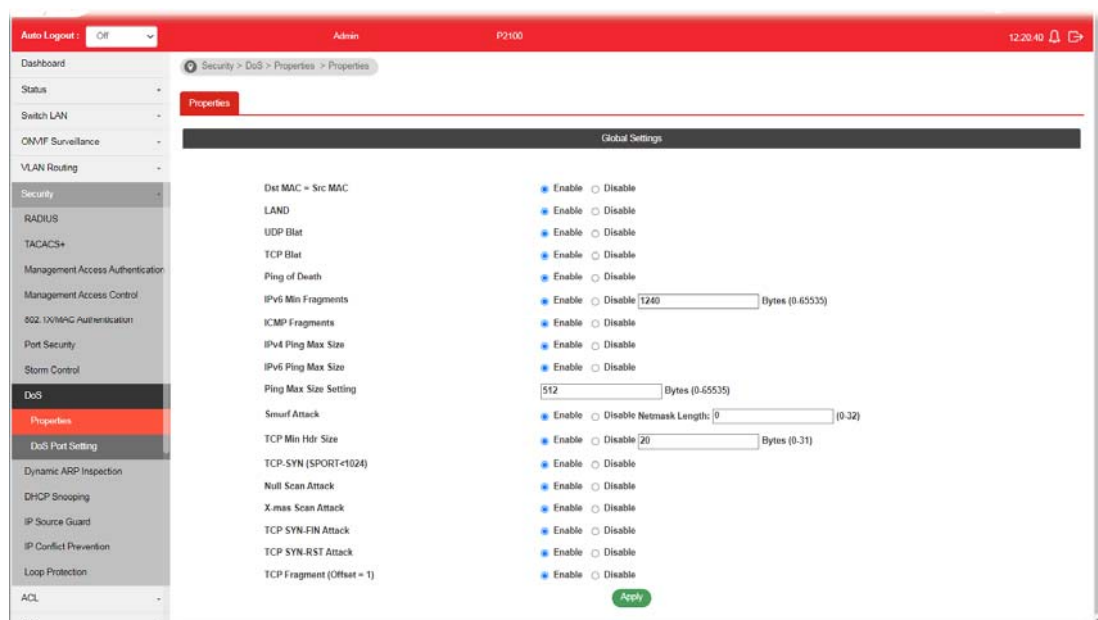 Auto Logout : Off Admin P2100 12:20:40
Dashboard
Status
Switch LAN
ONVIF Surveillance
VLAN Routing
Security
RADIUS
TACACS+
Management Access Authentication
Management Access Control
802.1X/MAC Authentication
Port Security
Storm Control
DoS
Properties
DoS Port Setting
Dynamic ARP Inspection
DHCP Snooping
IP Source Guard
IP Conflict Prevention
Loop Protection
ACL
Security > DoS > Properties > Properties
Properties
Global Settings
Dst MAC = Src MAC Enable Disable
LAND Enable Disable
UDP Blat Enable Disable
TCP Blat Enable Disable
Ping of Death Enable Disable
IPv6 Min Fragments Enable Disable 1240 Bytes (0-65535)
ICMP Fragments Enable Disable
IPv4 Ping Max Size Enable Disable
IPv6 Ping Max Size Enable Disable
Ping Max Size Setting 512 Bytes (0-65535)
Smurf Attack Enable Disable Netmask Length: 0 (0-32)
TCP Min Hdr Size Enable Disable 20 Bytes (0-31)
TCP-SYN (SPORT<1024) Enable Disable
Null Scan Attack Enable Disable
X-mas Scan Attack Enable Disable
TCP SYN-FIN Attack Enable Disable
TCP SYN-RST Attack Enable Disable
TCP Fragment (Offset = 1) Enable Disable
Apply